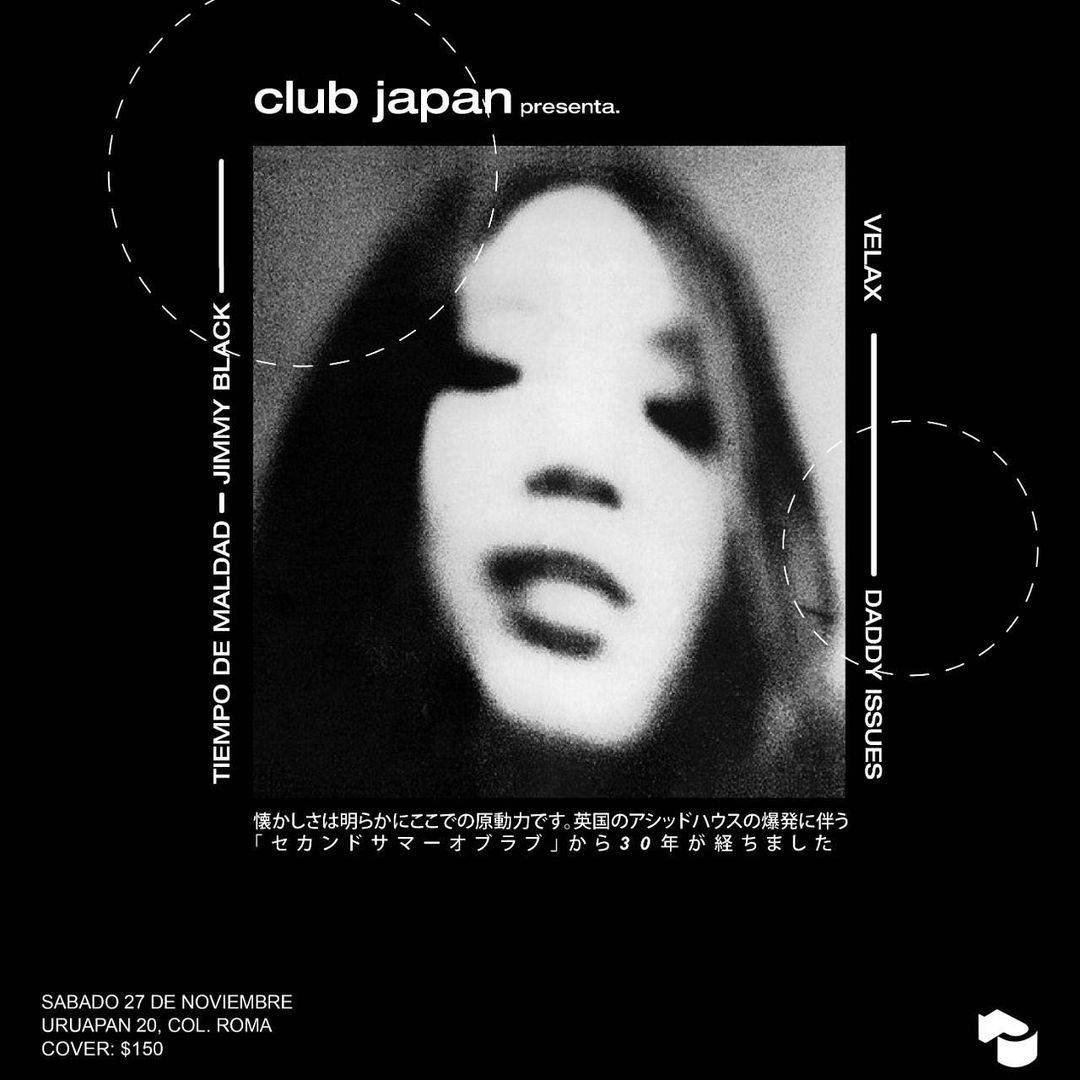 club japan presenta.
TIEMPO DE MALDAD — JIMMY BLACK —
VELAX — DADDY ISSUES
懐かしさは明らかにここでの原動力です。英国のアシッドハウスの爆発に伴う
「セカンドサマーオブラブ」から30年が経ちました
SABADO 27 DE NOVIEMBRE
URUAPAN 20, COL. ROMA
COVER: $150